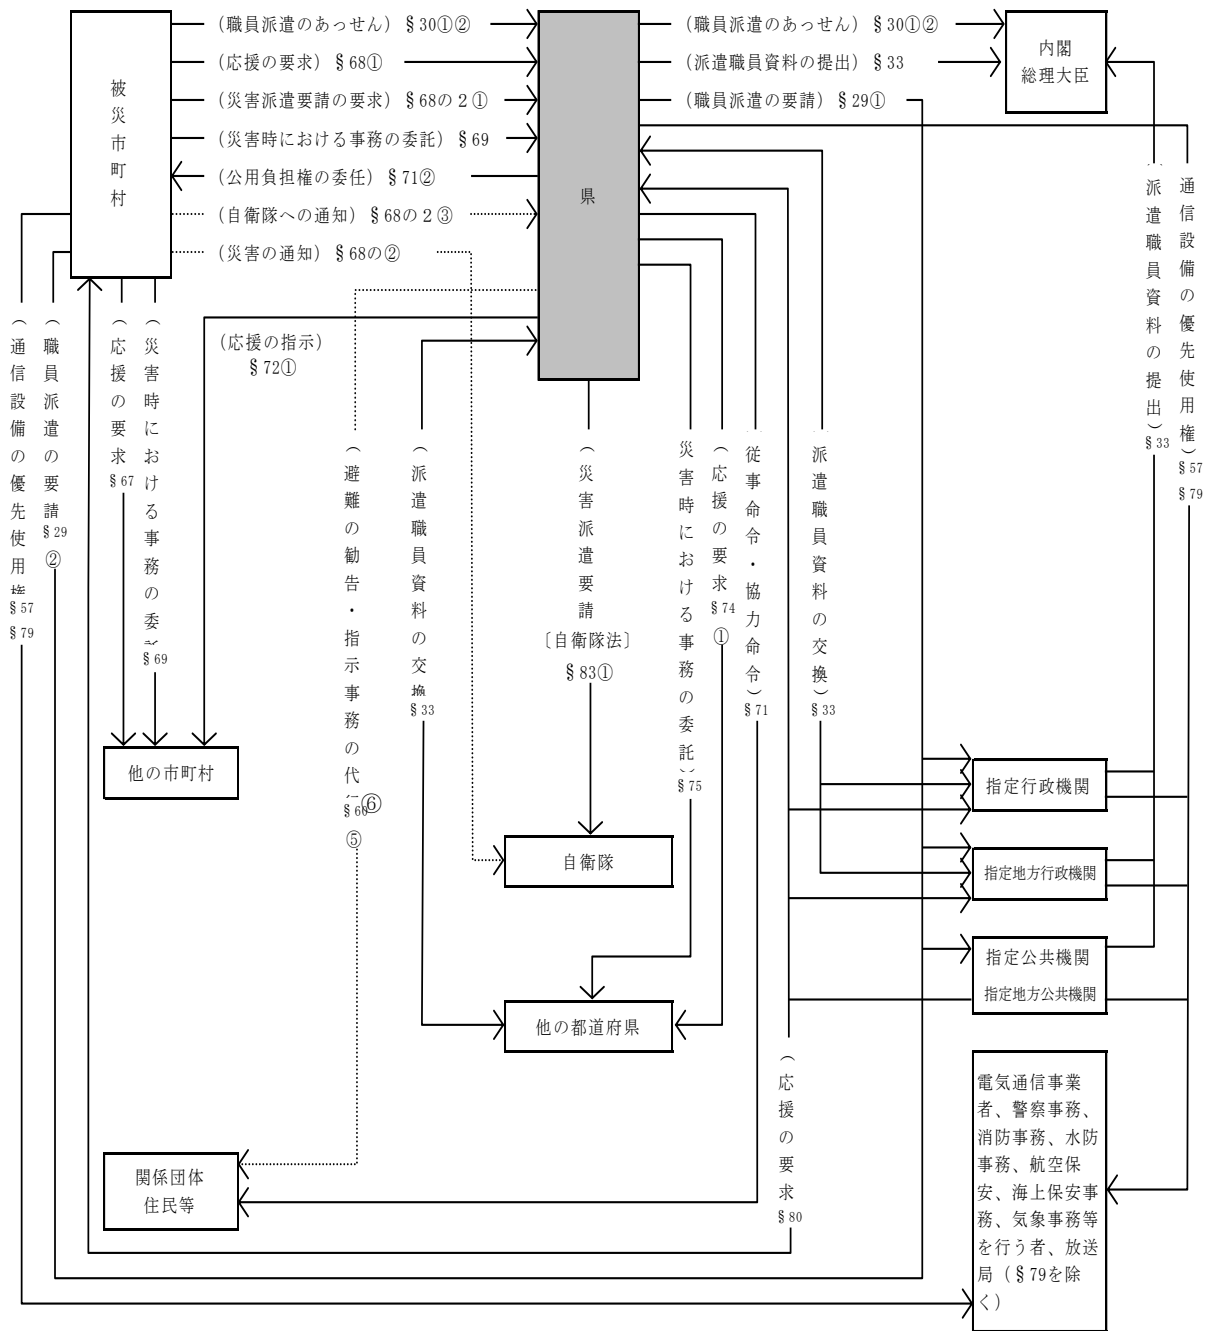 (職員派遣のあっせん) §30①②
(応援の要求) §68①
(災害派遣要請の要求) §68の2①
(災害時における事務の委託) §69
(公用負担権の委任) §71②
(自衛隊への通知) §68の2③
(災害の通知) §68の②
被災市町村
県
(職員派遣のあっせん) §30①②
(派遣職員資料の提出) §33
(職員派遣の要請) §29①
内閣
総理大臣
(応援の指示)
§72①
(通信設備の優先使用権
§57
§79
(職員派遣の要請
§29
②
(応援の要求
§67
(災害時における事務の委
§69
(避難の勧告・指示事務の代
⑥
§60
⑤
(派遣職員資料の交換
§33
(災害派遣要請
〔自衛隊法〕
§83①
災害時における事務の委託
§75
(応援の要求
§74
①
従事命令・協力命令)
§71
派遣職員資料の交換)
§33
派遣職員資料の提出)
§33
通信設備の優先使用権)
§57
§79
他の市町村
自衛隊
他の都道府県
関係団体
住民等
(応援の要求
§80
指定行政機関
指定地方行政機関
指定公共機関
指定地方公共機関
電気通信事業
者、警察事務、
消防事務、水防
事務、航空保
安、海上保安事
務、気象事務等
を行う者、放送
局(§79を除
く)